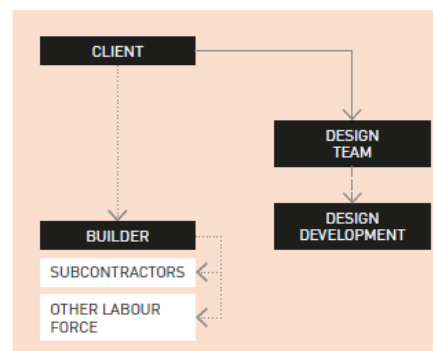 CLIENT
DESIGN
TEAM
DESIGN
DEVELOPMENT
BUILDER
SUBCONTRACTORS
OTHER LABOUR
FORCE